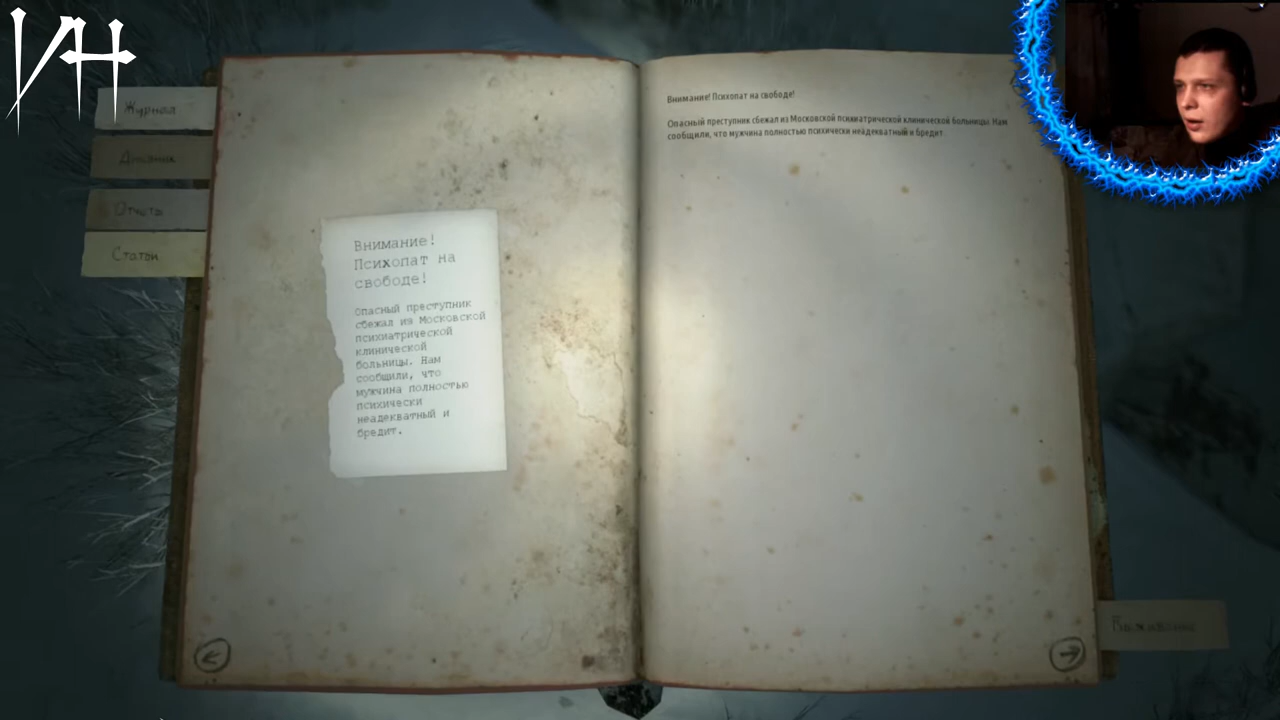 Журнал
Дневник
Отчёты
Статьи
Внимание!
Психопат на
свободе!
Опасный преступник
сбежал из Московской
психиатрической
клинической
больницы. Нам
сообщили, что
мужчина полностью
психически
неадекватный и
бредит.
Внимание! Психопат на свободе!
Опасный преступник сбежал из Московской психиатрической клинической больницы. Нам
сообщили, что мужчина полностью психически неадекватный и бредит.